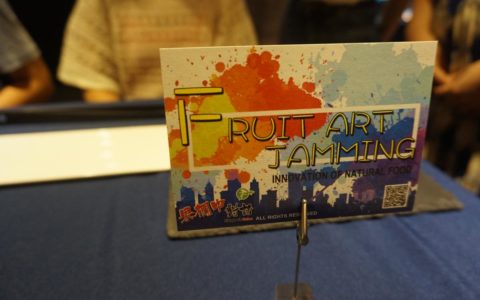 FRUIT ART
JAMMING
INNOVATION OF NATURAL FOOD
ALL RIGHTS RESERVED